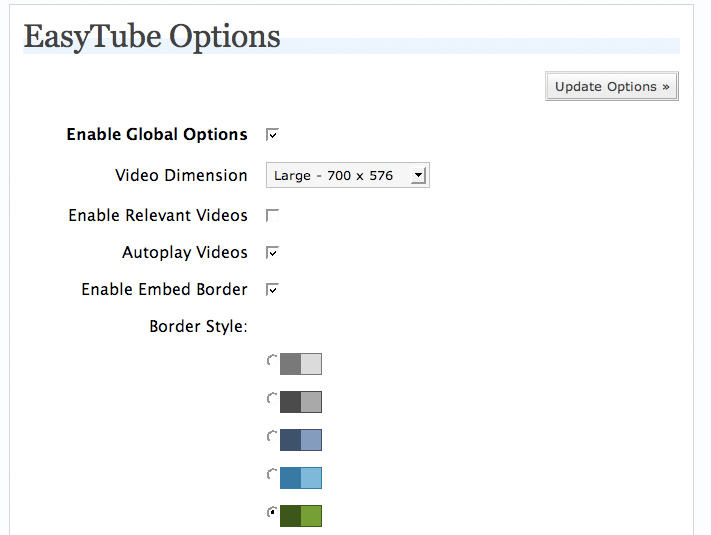 EasyTube Options
Update Options »
Enable Global Options
Video Dimension Large - 700 x 576
Enable Relevant Videos
Autoplay Videos
Enable Embed Border
Border Style: